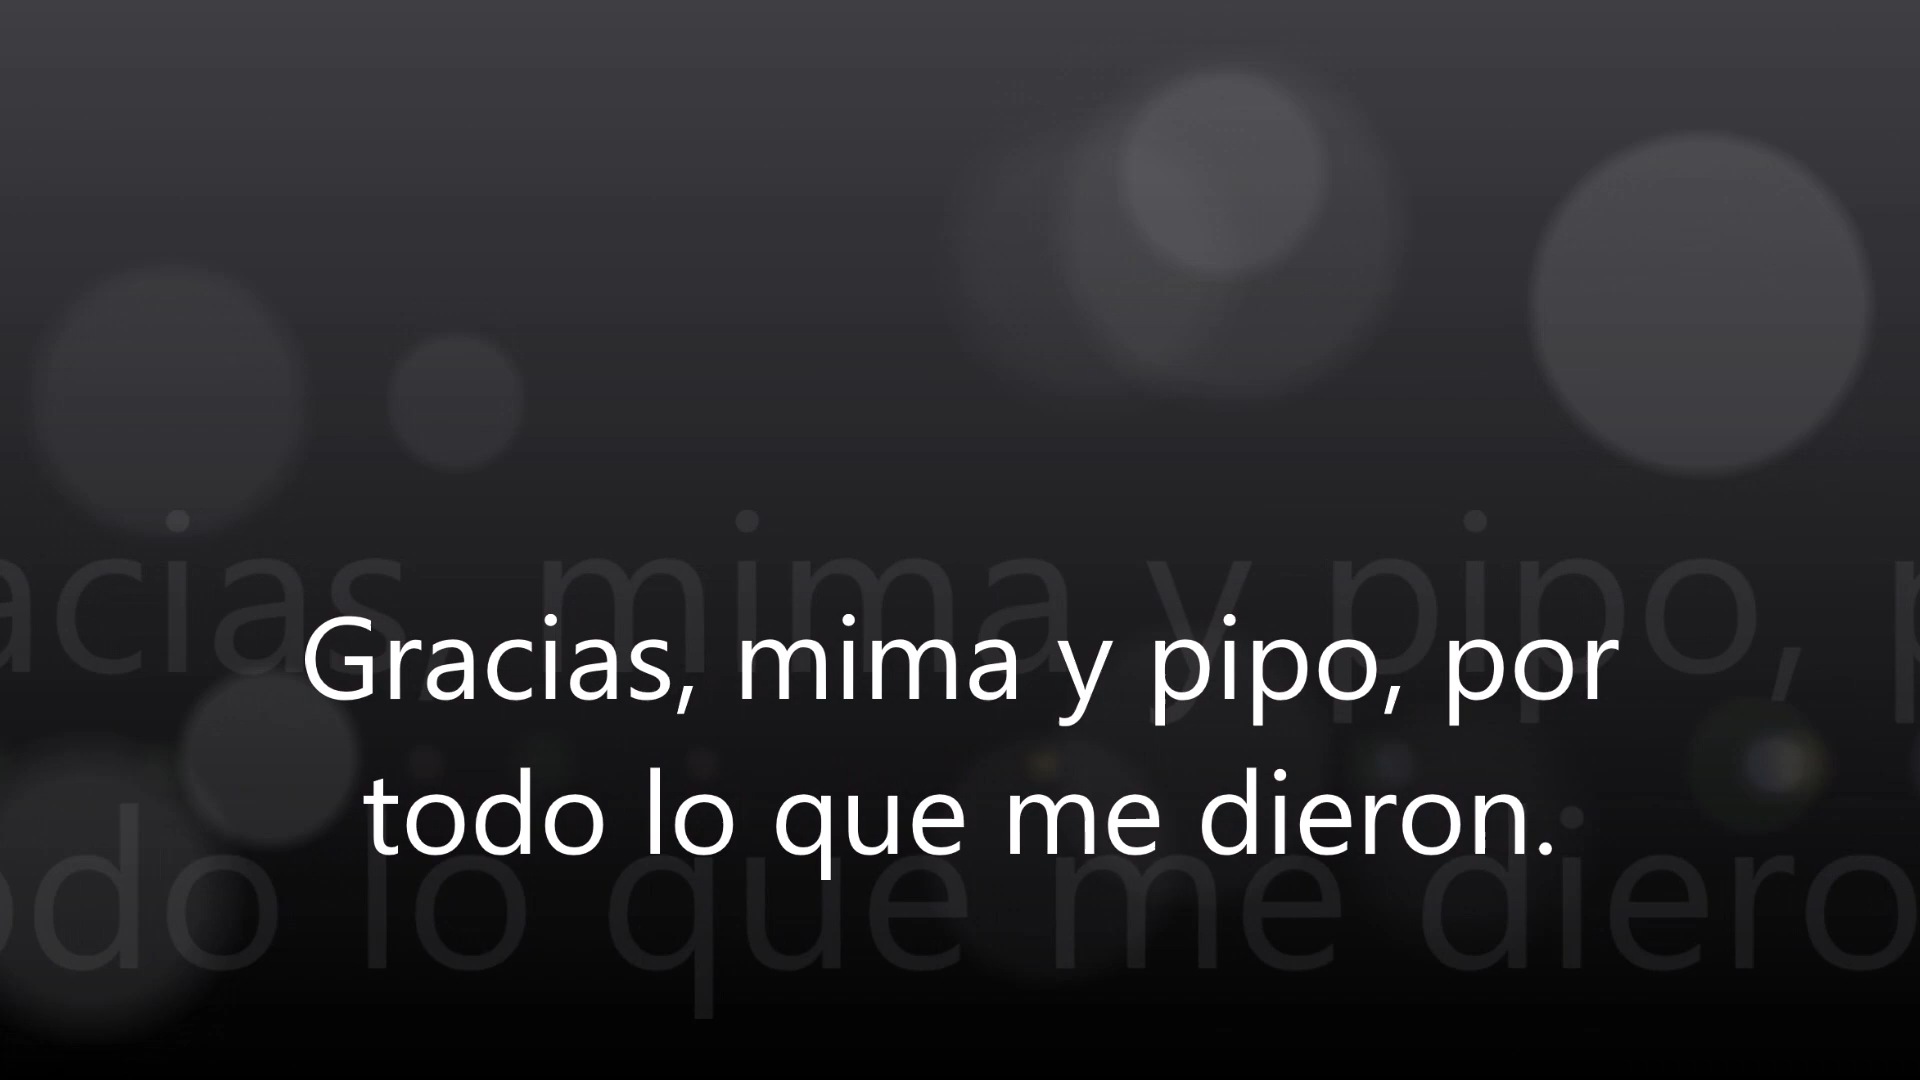 Gracias, mima y pipo, por
todo lo que me dieron.